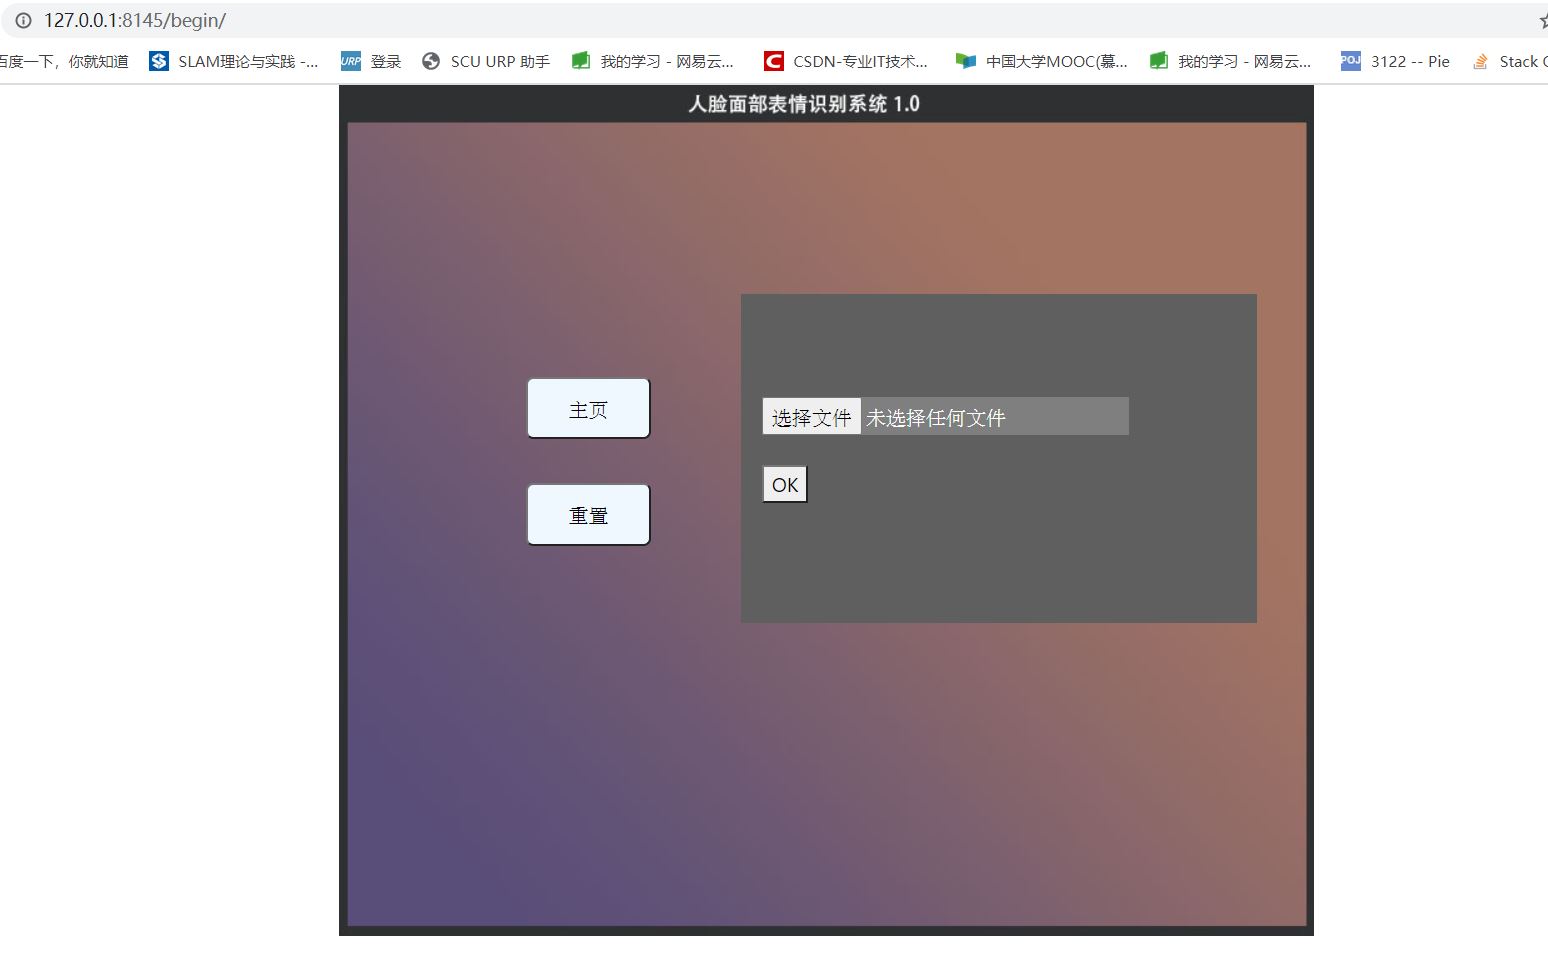 127.0.0.1:8145/begin/
百度一下，你就知道 SLAM理论与实践 -... URP 登录 SCU URP 助手 我的学习 - 网易云... C CSDN-专业IT技术... 中国大学MOOC(慕... 我的学习 - 网易云... POJ 3122 -- Pie Stack
人脸面部表情识别系统 1.0
主页
选择文件 未选择任何文件
OK
重置